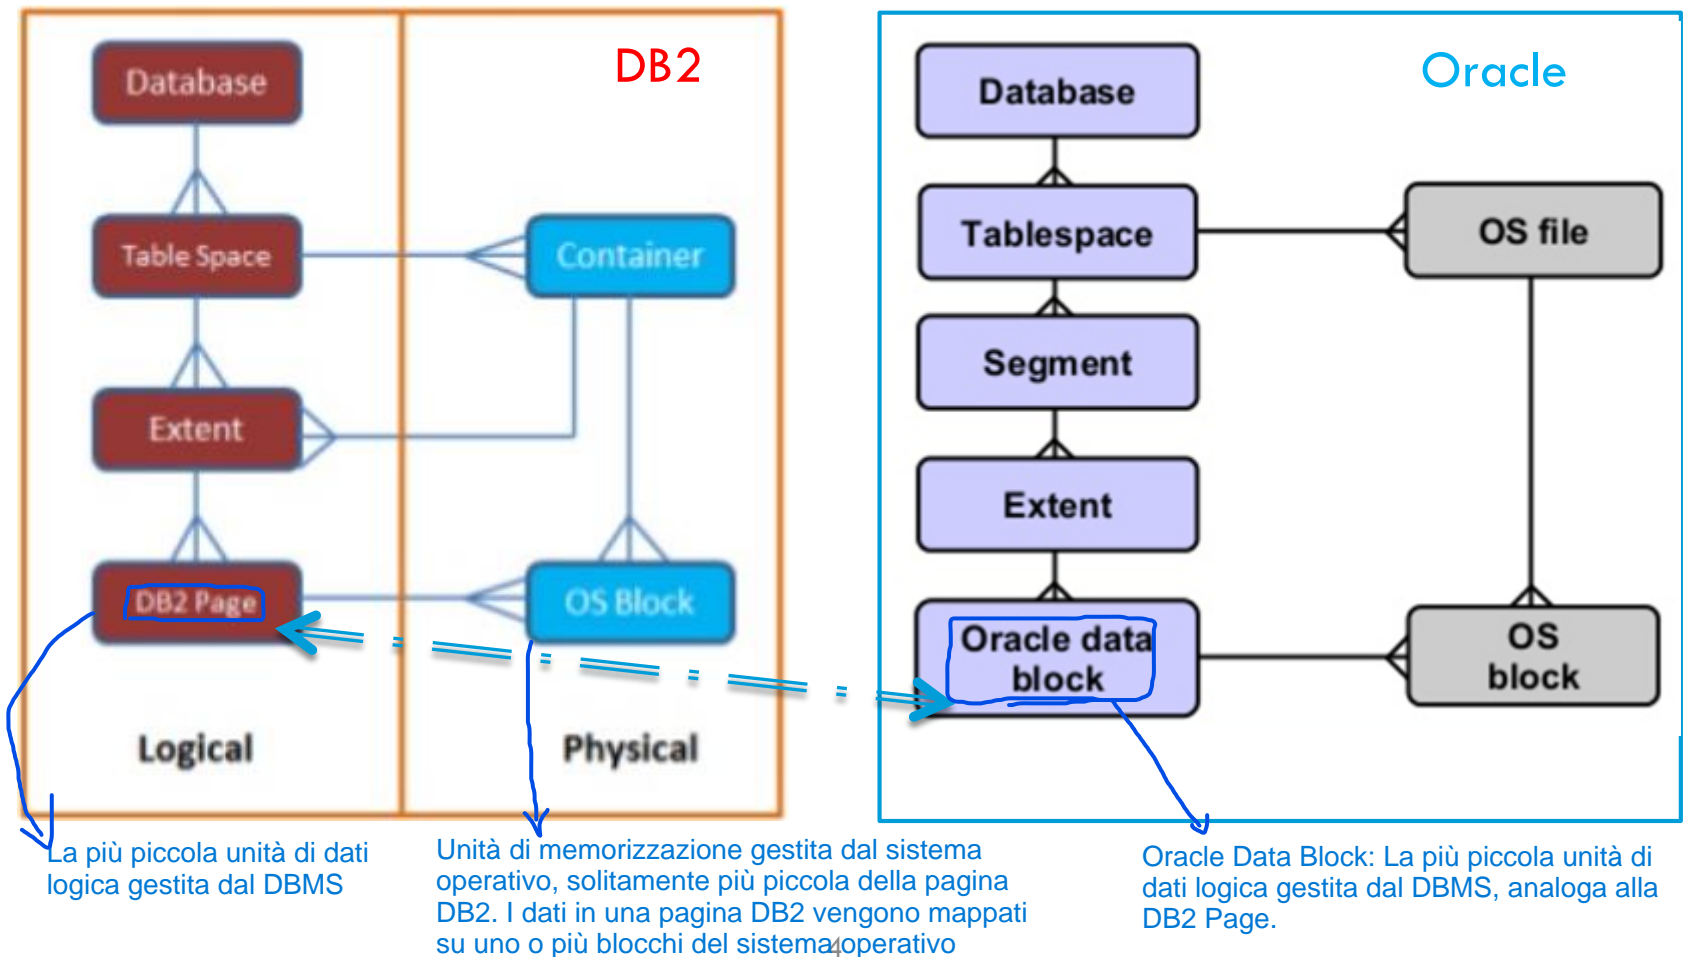 DB2
Database
Table Space
Container
Extent
DB2 Page
OS Block
Logical
Physical
Oracle
Database
Tablespace
OS file
Segment
Extent
Oracle data
block
OS
block
La più piccola unità di dati
logica gestita dal DBMS
Unità di memorizzazione gestita dal sistema
operativo, solitamente più piccola della pagina
DB2. I dati in una pagina DB2 vengono mappati
su uno o più blocchi del sistema operativo
4
Oracle Data Block: La più piccola unità di
dati logica gestita dal DBMS, analoga alla
DB2 Page.